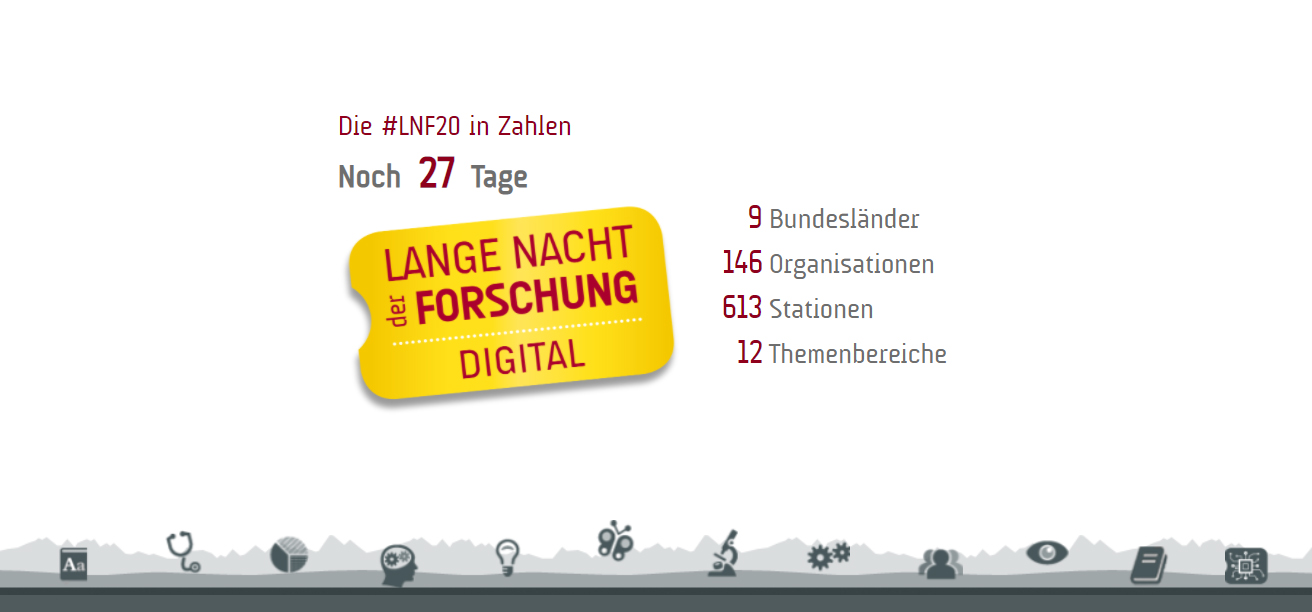 Die #LNF20 in Zahlen
Noch 27 Tage
LANGE NACHT
der FORSCHUNG
DIGITAL
9 Bundesländer
146 Organisationen
613 Stationen
12 Themenbereiche
Aa